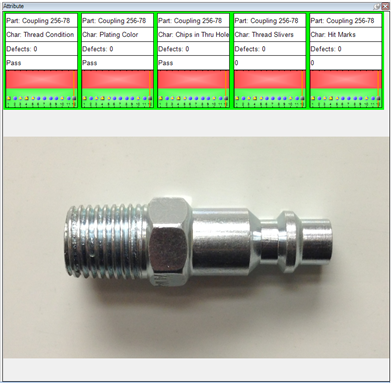 Attribute
Part: Coupling 256-78
Char: Thread Condition
Defects: 0
Pass
Part: Coupling 256-78
Char: Plating Color
Defects: 0
Pass
Part: Coupling 256-78
Char: Chips in Thru Hole
Defects: 0
Pass
Part: Coupling 256-78
Char: Thread Slivers
Defects: 0
0
Part: Coupling 256-78
Char: Hit Marks
Defects: 0
0